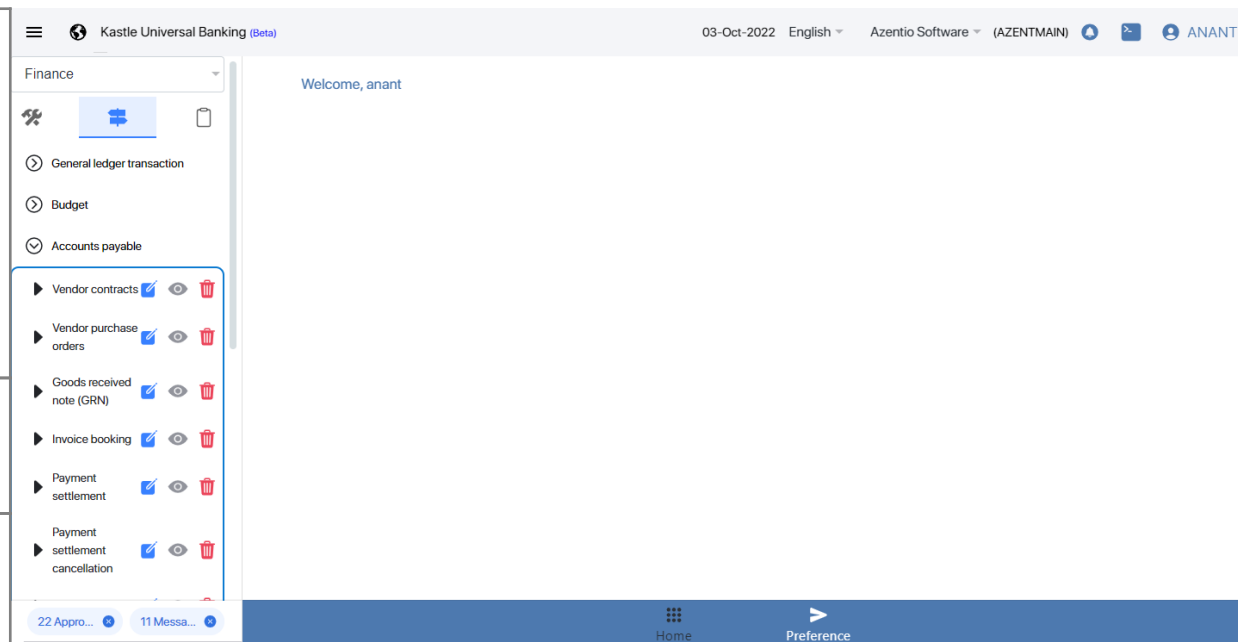 Kastle Universal Banking (Beta)
03-Oct-2022 English Azentio Software (AZENTMAIN) ANANT
Finance
Welcome, anant
General ledger transaction
Budget
Accounts payable
Vendor contracts
Vendor purchase
orders
Goods received
note (GRN)
Invoice booking
Payment
settlement
Payment
settlement
cancellation
22 Appro... 11 Messa...
Home Preference